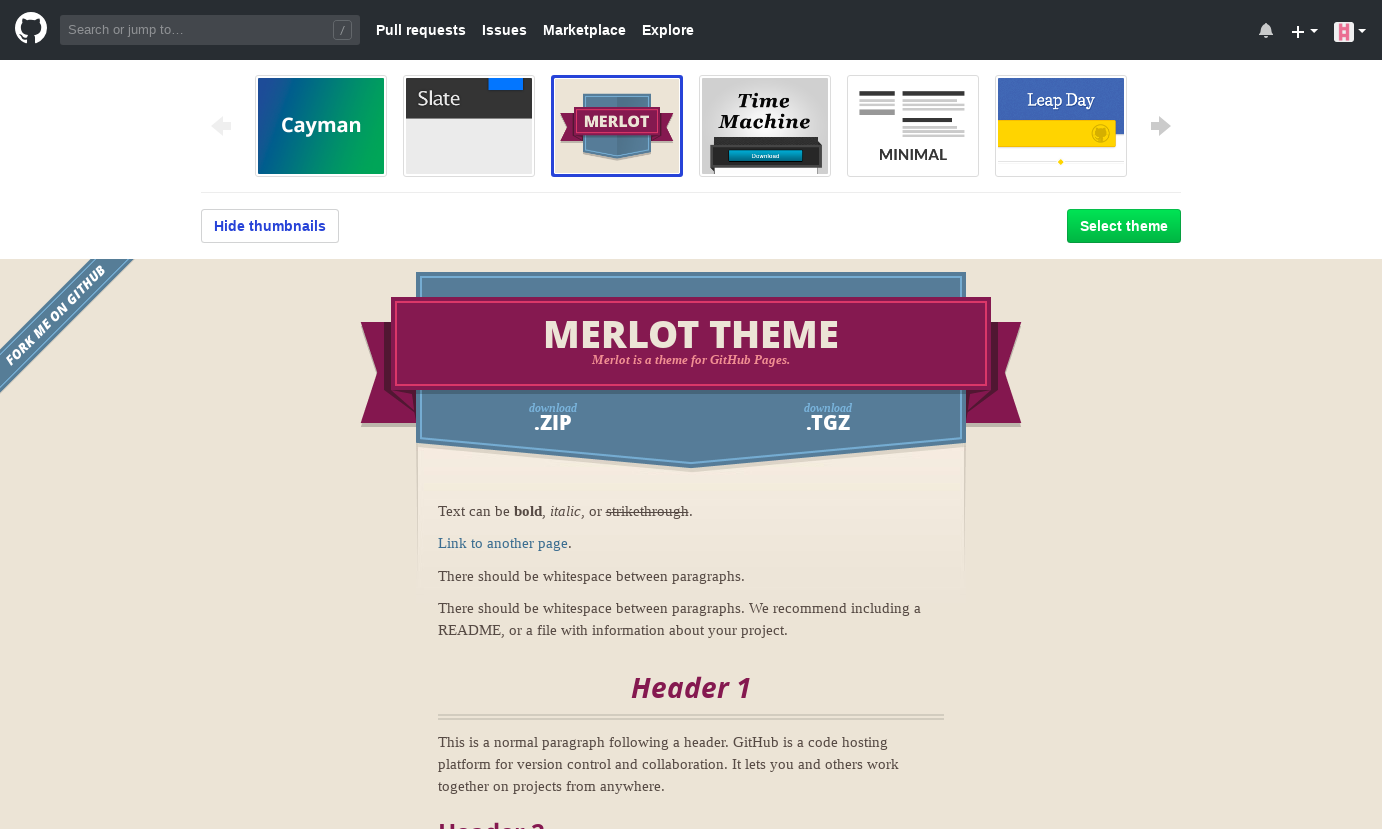 Search or jump to…
/
Pull requests
Issues
Marketplace
Explore
Cayman
Slate
MERLOT
Time
Machine
Download
MINIMAL
Leap Day
Hide thumbnails
Select theme
FORK ME ON GITHUB
MERLOT THEME
Merlot is a theme for GitHub Pages.
download
.ZIP
download
.TGZ
Text can be bold, italic, or strikethrough.
Link to another page.
There should be whitespace between paragraphs.
There should be whitespace between paragraphs. We recommend including a
README, or a file with information about your project.
Header 1
This is a normal paragraph following a header. GitHub is a code hosting
platform for version control and collaboration. It lets you and others work
together on projects from anywhere.
Header 2